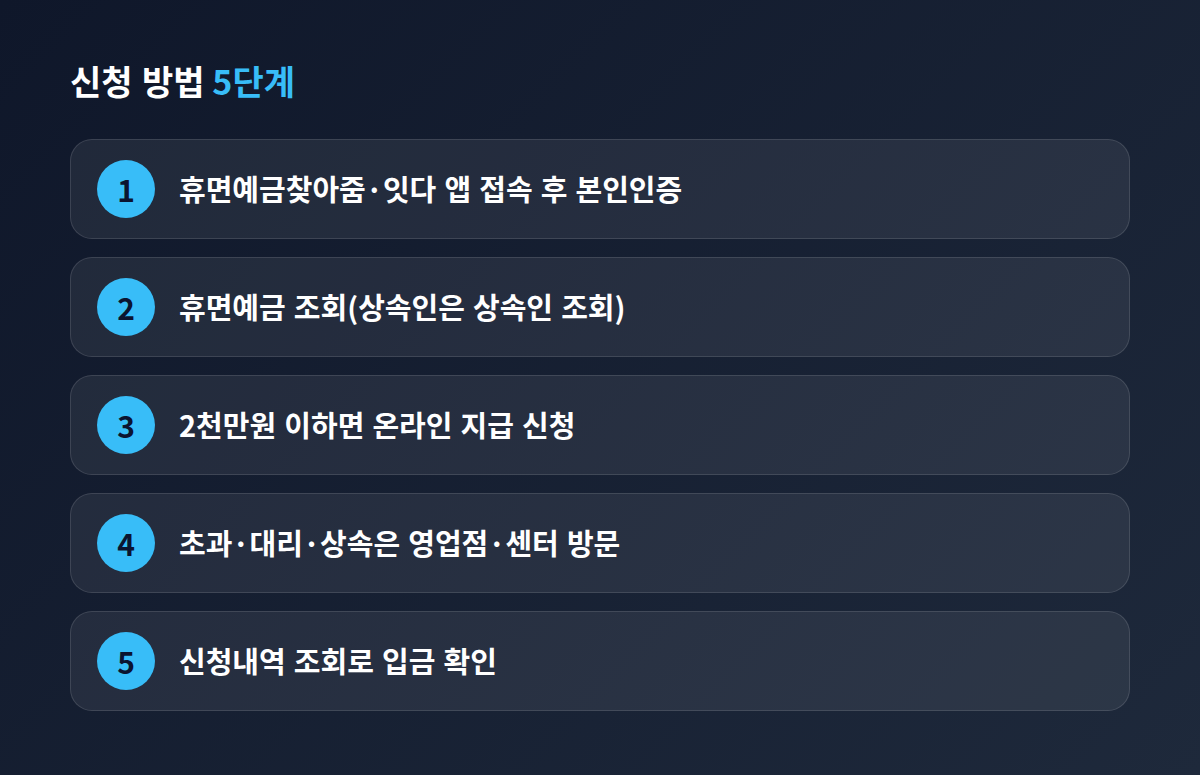 신청 방법 5단계
1 휴면예금찾아줌·잇다 앱 접속 후 본인인증
2 휴면예금 조회(상속인은 상속인 조회)
3 2천만원 이하면 온라인 지급 신청
4 초과·대리·상속은 영업점·센터 방문
5 신청내역 조회로 입금 확인